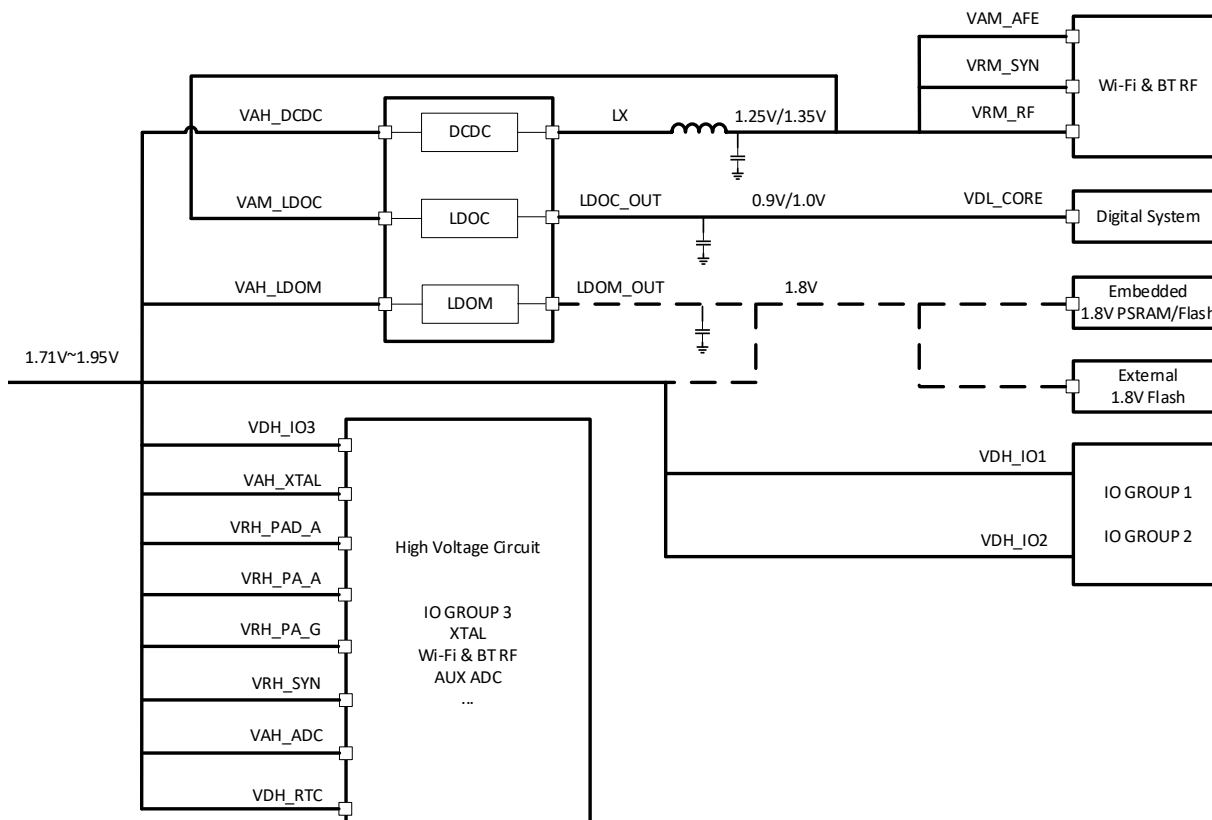 VAM_AFE
VRM_SYN
VRM_RF
Wi-Fi & BT RF
VAH_DCDC
DCDC
LX
1.25V/1.35V
VAM_LDOC
LDOC
LDOC_OUT
0.9V/1.0V
VDL_CORE
Digital System
VAH_LDOM
LDOM
LDOM_OUT
1.8V
Embedded
1.8V PSRAM/Flash
1.71V~1.95V
External
1.8V Flash
VDH_IO3
VAH_XTAL
VRH_PAD_A
VRH_PA_A
VRH_PA_G
VRH_SYN
VAH_ADC
VDH_RTC
High Voltage Circuit
IO GROUP 3
XTAL
Wi-Fi & BT RF
AUX ADC
...
VDH_IO1
VDH_IO2
IO GROUP 1
IO GROUP 2